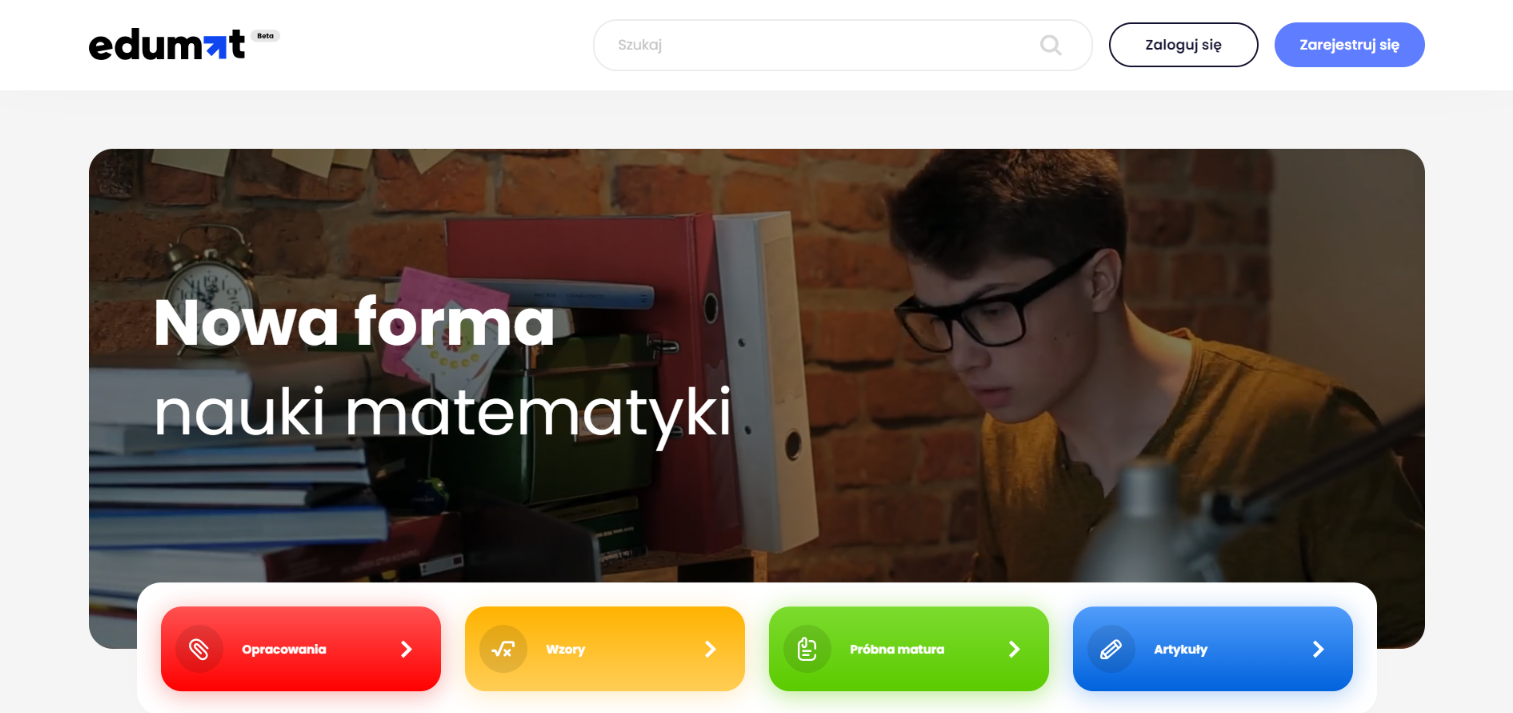 edumat Beta
Szukaj
Zaloguj się
Zarejestruj się
Nowa forma
nauki matematyki
Opracowania
Wzory
Próbna matura
Artykuły